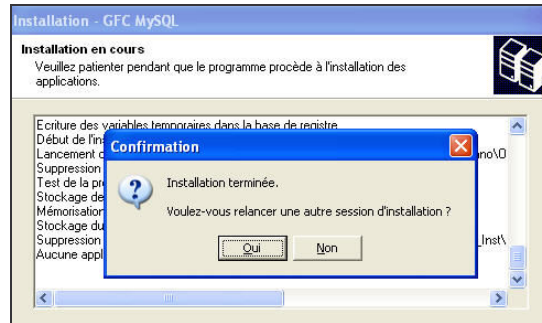 Installation - GFC MySQL
Installation en cours
Veuillez patienter pendant que le programme procède à l'installation des
applications.
Ecriture des variables temporaires dans la base de registre
Début de l'in
Lancement
Suppression
Test de la
Stockage de
Mémorisation
Stockage du
Suppression
Aucune appl
Confirmation
Installation terminée.
Voulez-vous relancer une autre session d'installation ?
Oui Non
_Inst\